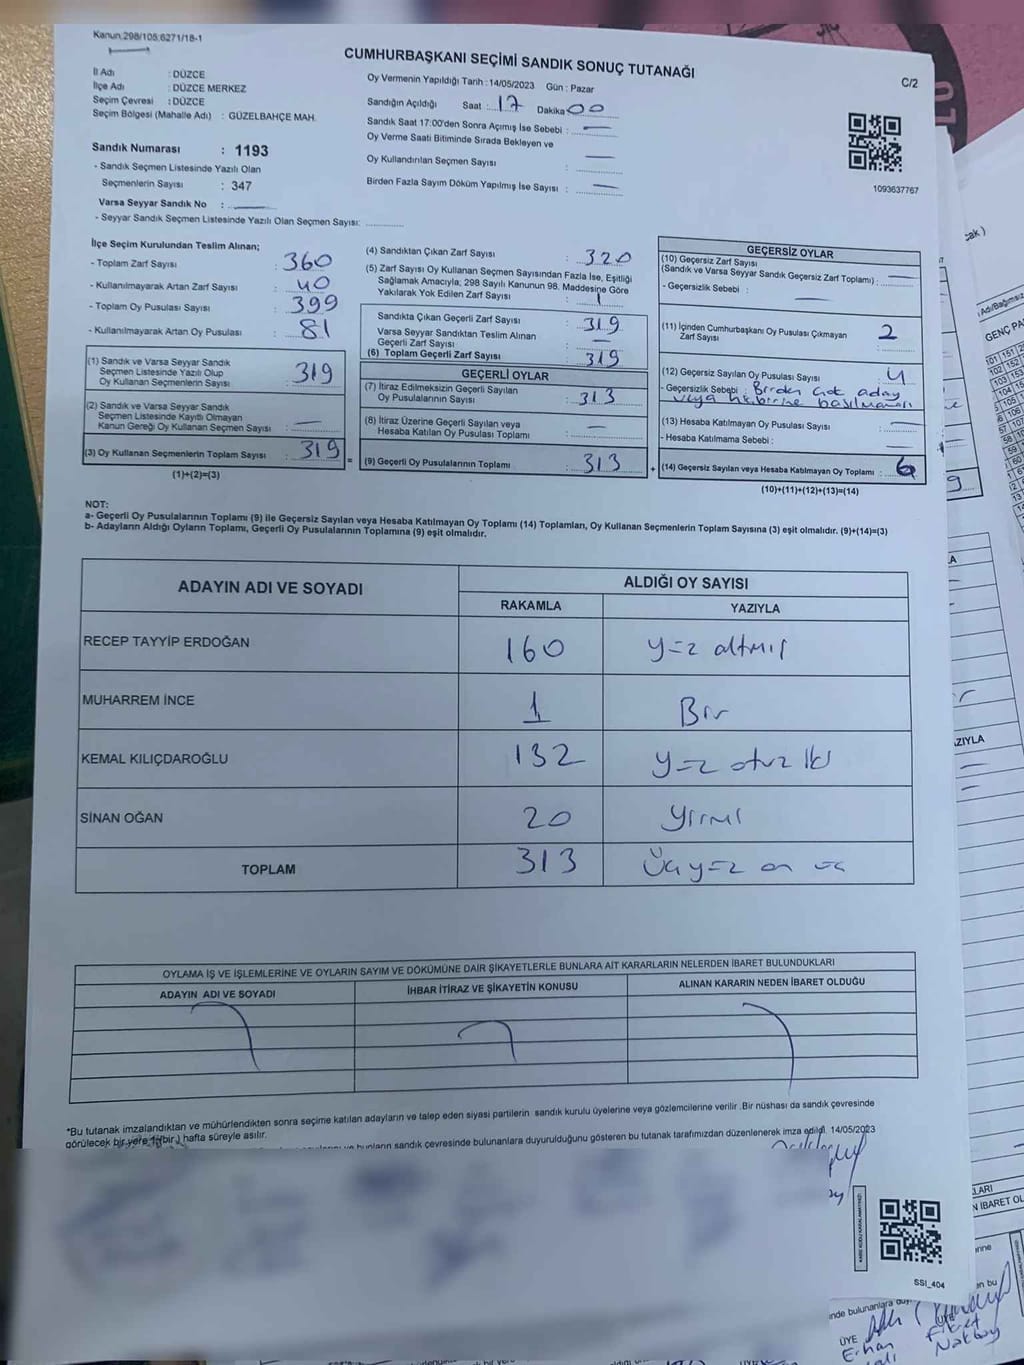 Kanun 298/105;6271/18-1
CUMHURBAŞKANI SEÇİMİ SANDIK SONUÇ TUTANAĞI
C/2
İl Adı : DÜZCE
İlçe Adı : DÜZCE MERKEZ
Seçim Çevresi : DÜZCE
Seçim Bölgesi (Mahalle Adı) : GÜZELBAHÇE MAH.
Sandık Numarası : 1193
- Sandık Seçmen Listesinde Yazılı Olan
Seçmenlerin Sayısı : 347
Varsa Seyyar Sandık No :
- Seyyar Sandık Seçmen Listesinde Yazılı Olan Seçmen Sayısı:
Oy Vermenin Yapıldığı Tarih : 14/05/2023 Gün : Pazar
Sandığın Açıldığı Saat : 17 Dakika 00
Sandık Saat 17:00'den Sonra Açmış İse Sebebi :
Oy Verme Saati Bitiminde Sırada Bekleyen ve
Oy Kullandırılan Seçmen Sayısı :
Birden Fazla Sayım Döküm Yapılmış İse Sayısı :
1093637767
İlçe Seçim Kurulundan Teslim Alınan;
- Toplam Zarf Sayısı : 360
- Kullanılmayarak Artan Zarf Sayısı : 40
- Toplam Oy Pusulası Sayısı : 399
- Kullanılmayarak Artan Oy Pusulası : 81
(1) Sandık ve Varsa Seyyar Sandık
Seçmen Listesinde Yazılı Olup
Oy Kullanan Seçmenlerin Sayısı : 319
(2) Sandık ve Varsa Seyyar Sandık
Seçmen Listesinde Kayıtlı Olmayan
Kanun Gereği Oy Kullanan Seçmen Sayısı :
(3) Oy Kullanan Seçmenlerin Toplam Sayısı : 319
(1)+(2)=(3)
=
(4) Sandıktan Çıkan Zarf Sayısı : 320
(5) Zarf Sayısı Oy Kullanan Seçmen Sayısından Fazla İse, Eşitliği
Sağlamak Amacıyla, 298 Sayılı Kanunun 98. Maddesine Göre
Yakılarak Yok Edilen Zarf Sayısı : 1
Sandıkta Çıkan Geçerli Zarf Sayısı : 319
Varsa Seyyar Sandıktan Teslim Alınan
Geçerli Zarf Sayısı :
(6) Toplam Geçerli Zarf Sayısı : 319
GEÇERLİ OYLAR
(7) İtiraz Edilmeksizin Geçerli Sayılan
Oy Pusulalarının Sayısı : 313
(8) İtiraz Üzerine Geçerli Sayılan veya
Hesaba Katılan Oy Pusulası Toplamı :
(9) Geçerli Oy Pusulalarının Toplamı : 313
+
GEÇERSİZ OYLAR
(10) Geçersiz Zarf Sayısı
(Sandık ve Varsa Seyyar Sandık Geçersiz Zarf Toplamı) :
- Geçersizlik Sebebi :
(11) İçinden Cumhurbaşkanı Oy Pusulası Çıkmayan
Zarf Sayısı : 2
(12) Geçersiz Sayılan Oy Pusulası Sayısı : 4
- Geçersizlik Sebebi : Birden çok aday
veya hiçbirine basılmaması
(13) Hesaba Katılmayan Oy Pusulası Sayısı :
- Hesaba Katılmama Sebebi :
(14) Geçersiz Sayılan veya Hesaba Katılmayan Oy Toplamı : 6
(10)+(11)+(12)+(13)=(14)
NOT:
a- Geçerli Oy Pusulalarının Toplamı (9) ile Geçersiz Sayılan veya Hesaba Katılmayan Oy Toplamı (14) Toplamları, Oy Kullanan Seçmenlerin Toplam Sayısına (3) eşit olmalıdır. (9)+(14)=(3)
b- Adayların Aldığı Oyların Toplamı, Geçerli Oy Pusulalarının Toplamına (9) eşit olmalıdır.
ADAYIN ADI VE SOYADI ALDIĞI OY SAYISI
RAKAMLA YAZIYLA
RECEP TAYYİP ERDOĞAN 160 yüz altmış
MUHARREM İNCE 1 Bir
KEMAL KILIÇDAROĞLU 132 yüz otuz iki
SİNAN OĞAN 20 Yirmi
TOPLAM 313 Üçyüz on üç
OYLAMA İŞ VE İŞLEMLERİNE VE OYLARIN SAYIM VE DÖKÜMÜNE DAİR ŞİKAYETLERLE BUNLARA AİT KARARLARIN NELERDEN İBARET BULUNDUKLARI
ADAYIN ADI VE SOYADI İHBAR İTİRAZ VE ŞİKAYETİN KONUSU ALINAN KARARIN NEDEN İBARET OLDUĞU
*Bu tutanak imzalandıktan ve mühürlendikten sonra seçime katılan adayların ve talep eden siyasi partilerin sandık kurulu üyelerine veya gözlemcilerine verilir .Bir nüshası da sandık çevresinde
görülecek bir yere 1(bir ) hafta süreyle asılır.
bunların sandık çevresinde bulunanlara duyurulduğunu gösteren bu tutanak tarafımızdan düzenlenerek imza edildi. 14/05/2023
SSI_404
ÜYE
Erhan
Fikret